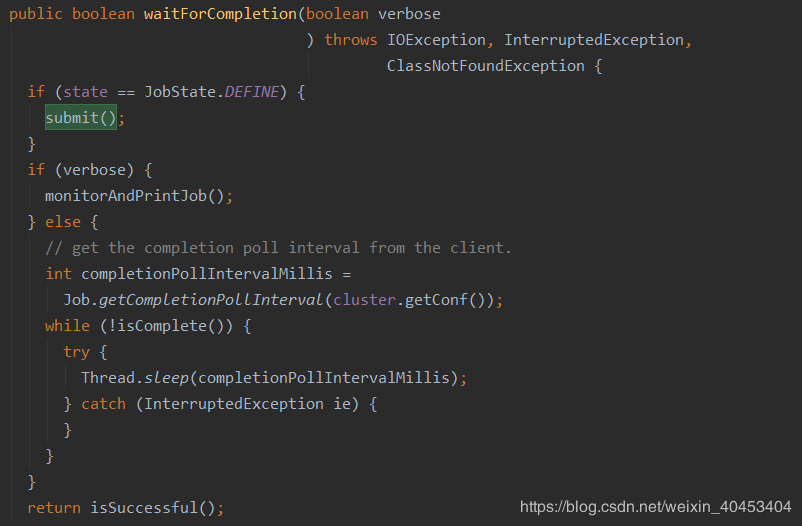 public boolean waitForCompletion(boolean verbose
                                 ) throws IOException, InterruptedException,
                                          ClassNotFoundException {
  if (state == JobState.DEFINE) {
    submit();
  }
  if (verbose) {
    monitorAndPrintJob();
  } else {
    // get the completion poll interval from the client.
    int completionPollIntervalMillis =
      Job.getCompletionPollInterval(cluster.getConf());
    while (!isComplete()) {
      try {
        Thread.sleep(completionPollIntervalMillis);
      } catch (InterruptedException ie) {
      }
    }
  }
  return isSuccessful();
https://blog.csdn.net/weixin_40453404